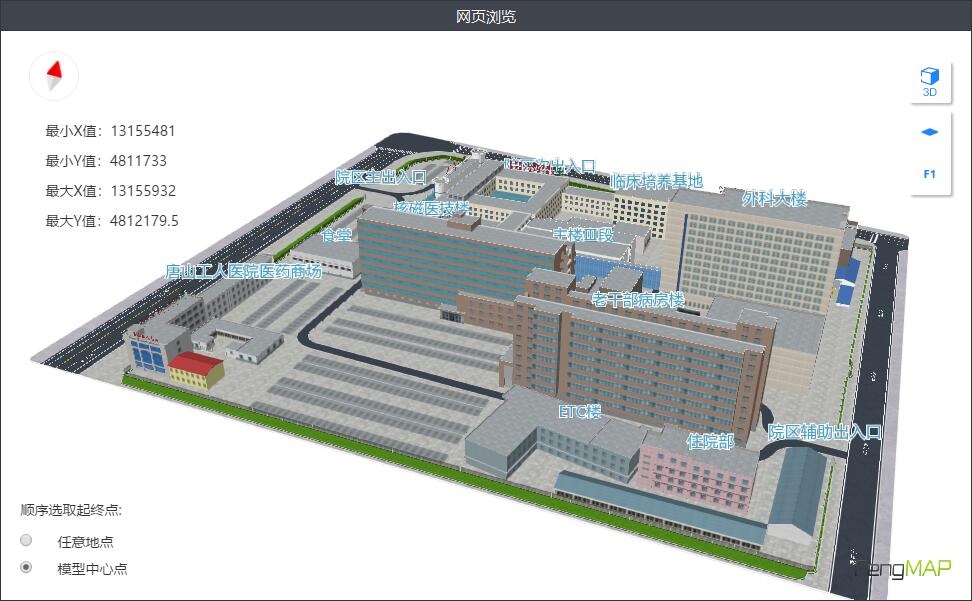 网页浏览
3D
F1
最小X值：13155481
最小Y值：4811733
最大X值：13155932
最大Y值：4812179.5
院区次出入口
院区主出入口
临床培养基地
外科大楼
核磁医技楼
食堂
主楼Ⅲ段
唐山工人医院医药商场
老干部病房楼
ETC楼
住院部
院区辅助出入口
顺序选取起终点:
任意地点
模型中心点
FengMAP